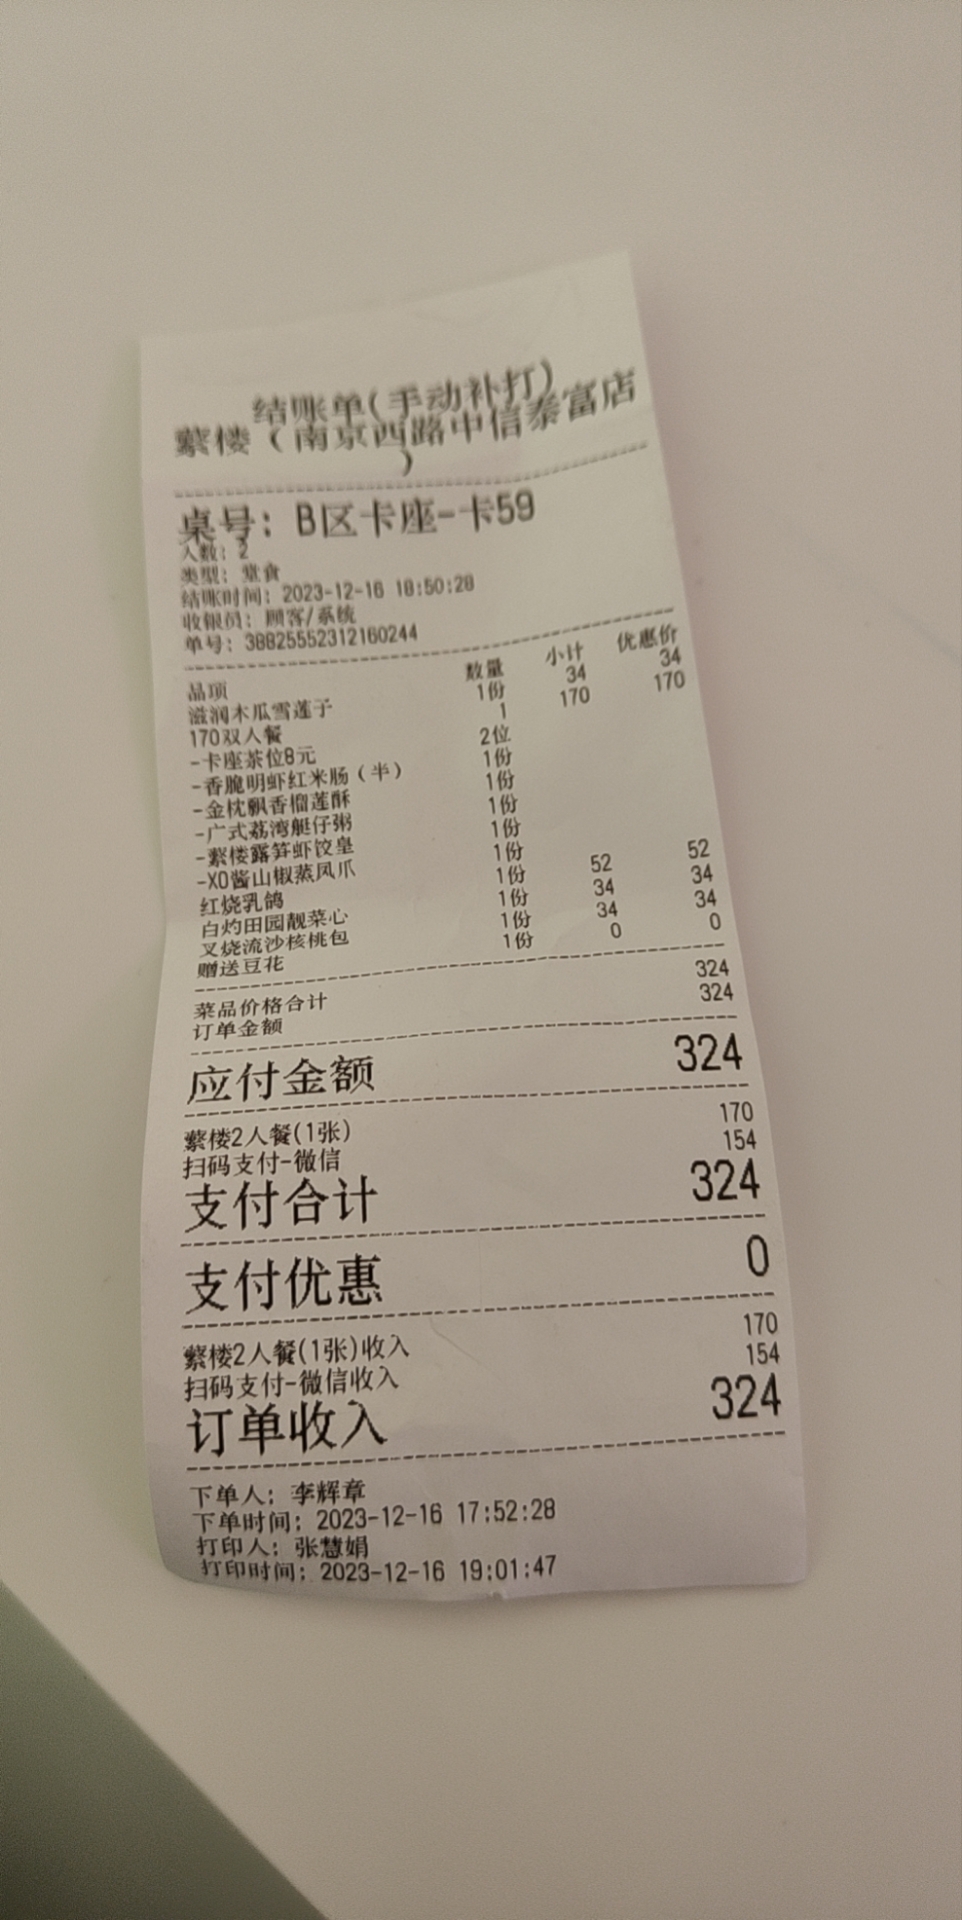 结账单(手动补打)
蘩楼（南京西路中信泰富店
）
桌号: B区卡座-卡59
人数: 2
类型: 堂食
结账时间: 2023-12-16 18:50:28
收银员: 顾客/系统
单号: 38825552312160244
品项 数量 小计 优惠价
滋润木瓜雪莲子 1份 34 34
170双人餐 1 170 170
-卡座茶位8元 2位
-香脆明虾红米肠（半） 1份
-金枕飘香榴莲酥 1份
-广式荔湾艇仔粥 1份
-蘩楼露笋虾饺皇 1份
-XO酱山椒蒸凤爪 1份
红烧乳鸽 1份 52 52
白灼田园靓菜心 1份 34 34
叉烧流沙核桃包 1份 34 34
赠送豆花 1份 0 0
菜品价格合计 324
订单金额 324
应付金额 324
蘩楼2人餐(1张) 170
扫码支付-微信 154
支付合计 324
支付优惠 0
蘩楼2人餐(1张)收入 170
扫码支付-微信收入 154
订单收入 324
下单人: 李辉章
下单时间: 2023-12-16 17:52:28
打印人: 张慧娟
打印时间: 2023-12-16 19:01:47